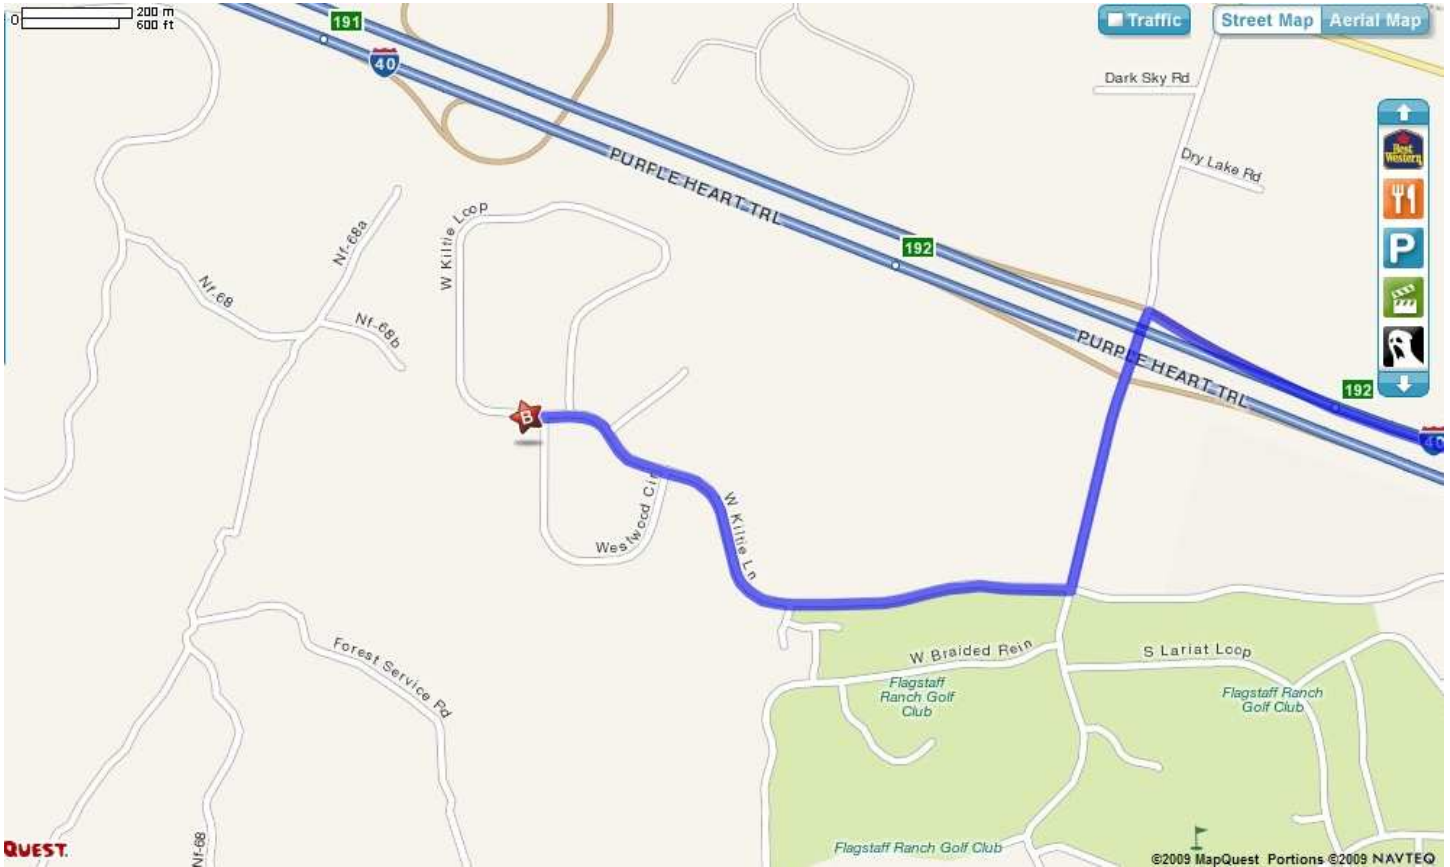 0
200 m
600 ft
191
40
Traffic
Street Map
Aerial Map
Dark Sky Rd
Best
Western
PURPLE HEART TRL
Dry Lake Rd
W Kiltie Loop
Nf-68a
P
192
Nf-68
Nf-68b
PURPLE HEART TRL
192
B
40
Westwood Cir
W Kiltie Ln
Forest Service Rd
W Braided Rein
S Lariat Loop
Flagstaff
Ranch Golf
Club
Flagstaff Ranch
Golf Club
Nf-68
QUEST.
Flagstaff Ranch Golf Club
©2009 MapQuest Portions ©2009 NAVTEQ